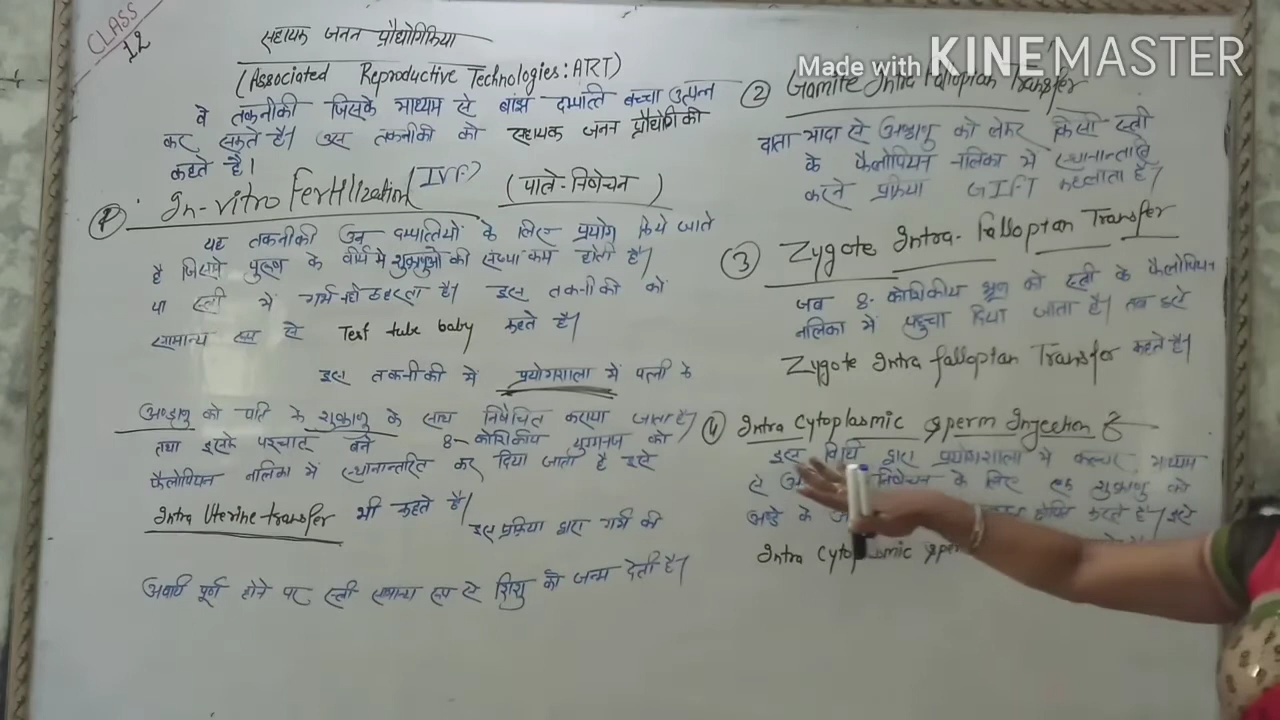 CLASS
12
Made with KINEMASTER
सहायक जनन प्रौद्योगिकिया
(Associated Reproductive Technologies: ART)
वे तकनीकी जिसके माध्यम से बांझ दम्पत्ति बच्चा उत्पन्न
कर सकते है। उस तकनीकी को सहायक जनन प्रौद्योगिकी
कहते है।
① In-vitro Fertilization (IVF) (पात्रे-निषेचन)
यह तकनीकी उन दम्पत्तियों के लिए प्रयोग किये जाते
है जिसमे पुरुष के वीर्य मे शुक्राणुओ की संख्या कम होती है।
या स्त्री में गर्भ नही ठहरता है। इस तकनीकी को
सामान्य रूप से Test tube baby कहते है।
इस तकनीकी में प्रयोगशाला में पत्नी के
अण्डाणु को पति के शुक्राणु के साथ निषेचित कराया जाता है।
तथा इसके पश्चात् बने 8-कोशिकीय युग्मनज को
फैलोपियन नलिका में स्थानान्तरित कर दिया जाता है इसे
Intra Uterine transfer भी कहते है।
इस प्रक्रिया द्वारा गर्भ की
अवधि पूर्ण होने पर स्त्री सामान्य रूप से शिशु को जन्म देती है।
② Gamite Intra Fallopian Transfer
दाता मादा से अण्डाणु को लेकर किसी स्त्री
के फैलोपियन नलिका में स्थानान्तरित
करने प्रक्रिया GIFT कहलाता है।
③ Zygote Intra-fallopian Transfer
जब 8-कोशिकीय भ्रूण को स्त्री के फैलोपियन
नलिका में पहुचा दिया जाता है। तब इसे
Zygote Intra fallopian Transfer कहते है।
④ Intra cytoplasmic sperm Injection
इस विधि द्वारा प्रयोगशाला मे कल्चर माध्यम
से निषेचन के लिए एक शुक्राणु को
अण्डे के करते है। इसे
Intra cytoplasmic